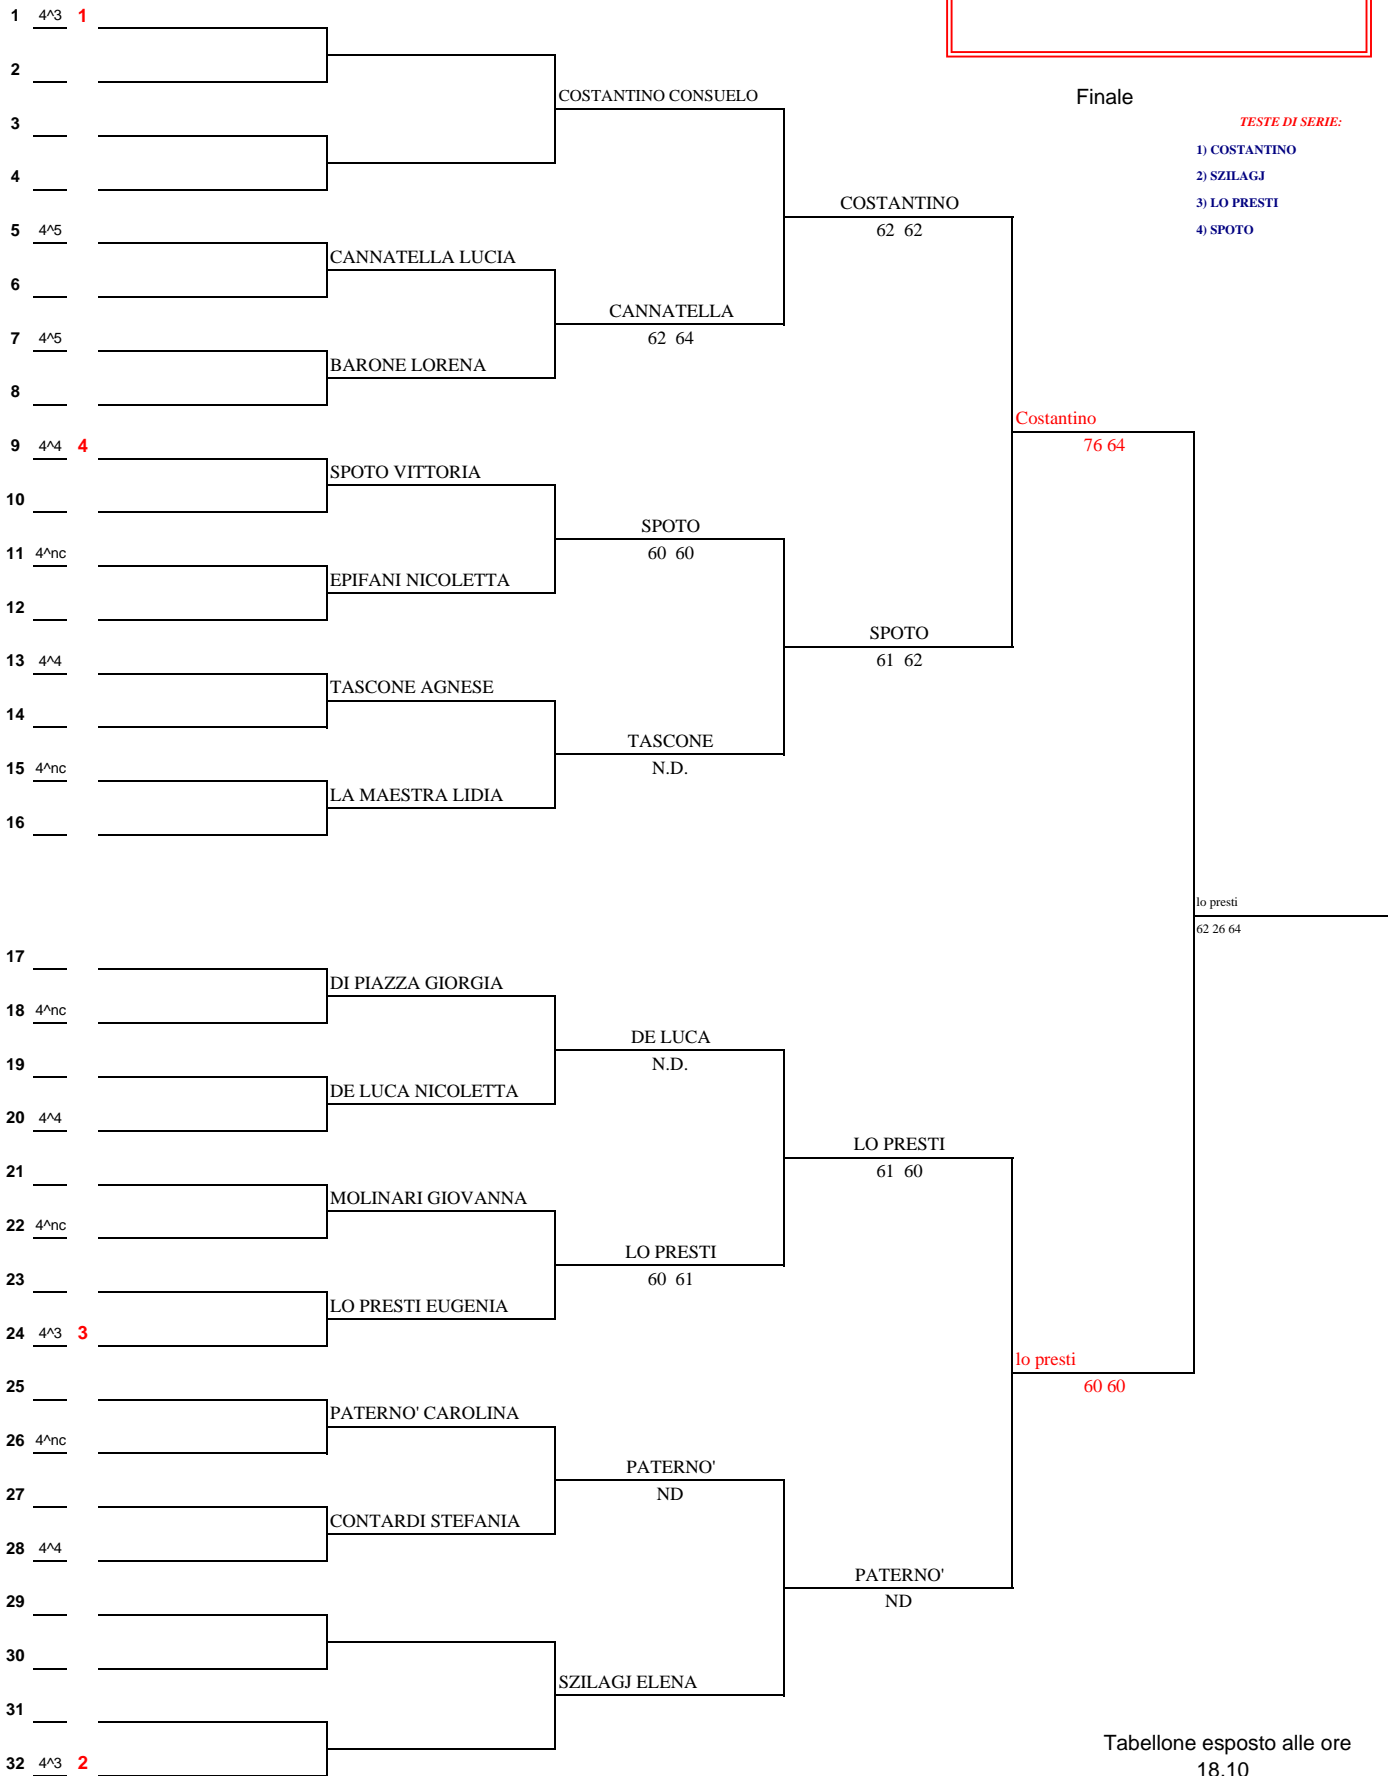 1 4^3 1
2
COSTANTINO CONSUELO
Finale
3
TESTE DI SERIE:
1) COSTANTINO
4
2) SZILAGJ
COSTANTINO
3) LO PRESTI
5 4^5
62 62
4) SPOTO
CANNATELLA LUCIA
6
CANNATELLA
7 4^5
62 64
BARONE LORENA
8
Costantino
9 4^4 4
76 64
SPOTO VITTORIA
10
SPOTO
11 4^nc
60 60
EPIFANI NICOLETTA
12
SPOTO
13 4^4
61 62
TASCONE AGNESE
14
TASCONE
15 4^nc
N.D.
LA MAESTRA LIDIA
16
lo presti
62 26 64
17
DI PIAZZA GIORGIA
18 4^nc
DE LUCA
19
N.D.
DE LUCA NICOLETTA
20 4^4
LO PRESTI
21
61 60
MOLINARI GIOVANNA
22 4^nc
LO PRESTI
23
60 61
LO PRESTI EUGENIA
24 4^3 3
lo presti
25
60 60
PATERNO' CAROLINA
26 4^nc
PATERNO'
27
ND
CONTARDI STEFANIA
28 4^4
PATERNO'
29
ND
30
SZILAGJ ELENA
31
Tabellone esposto alle ore
32 4^3 2
18.10